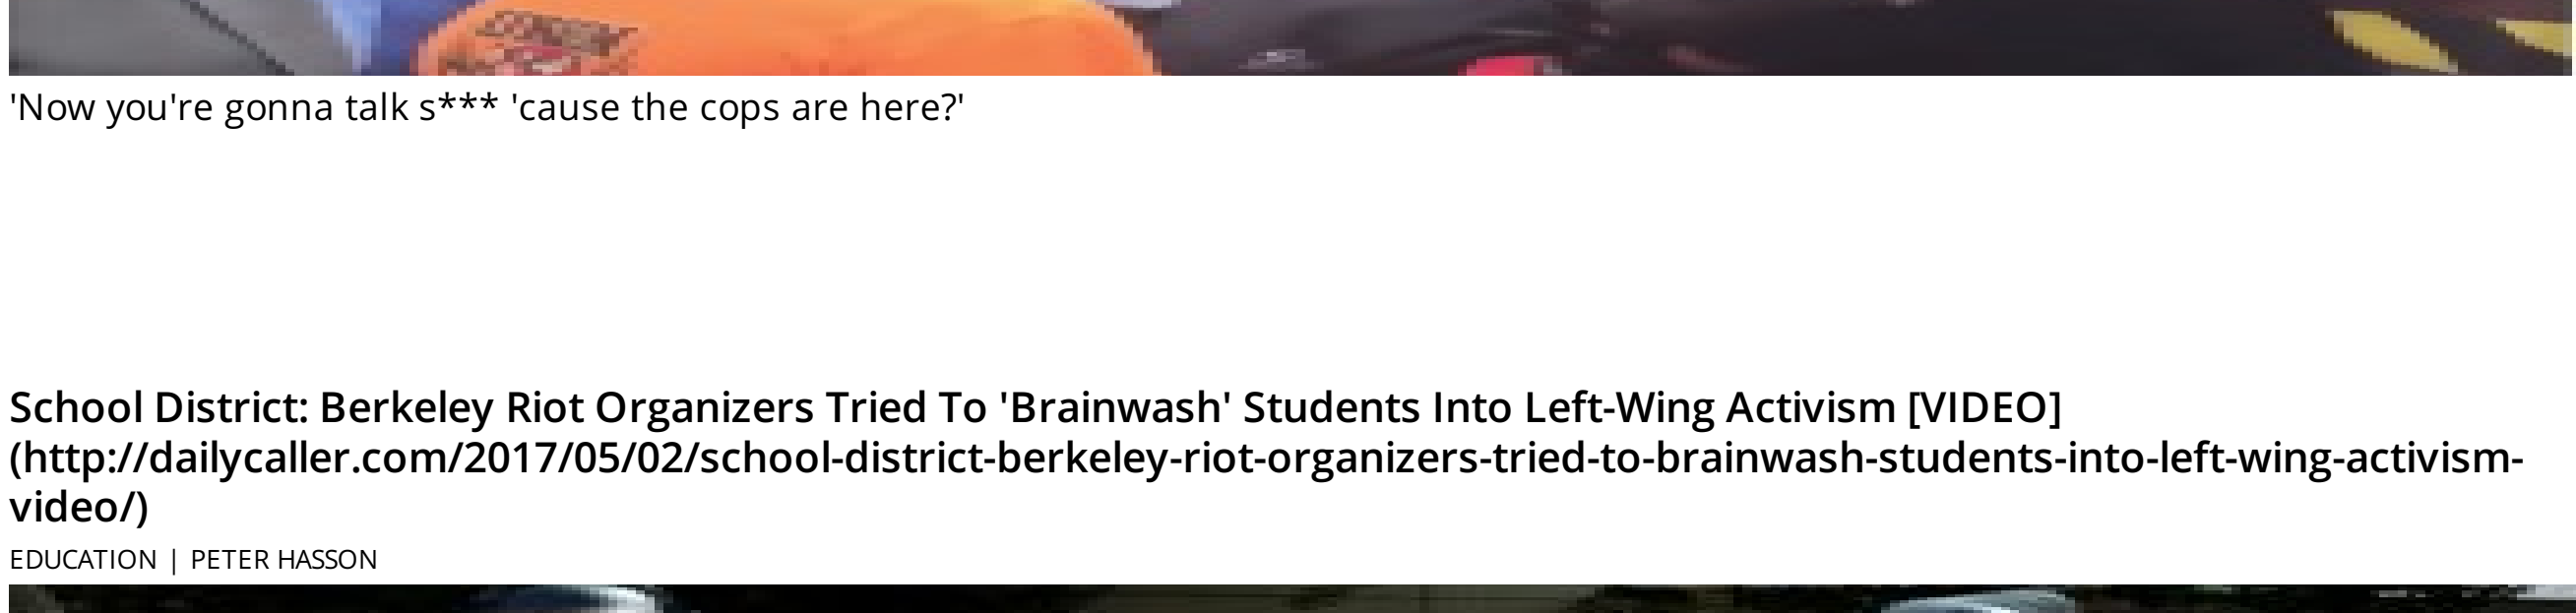 'Now you're gonna talk s*** 'cause the cops are here?'
School District: Berkeley Riot Organizers Tried To 'Brainwash' Students Into Left-Wing Activism [VIDEO]
(http://dailycaller.com/2017/05/02/school-district-berkeley-riot-organizers-tried-to-brainwash-students-into-left-wing-activism-
video/)
EDUCATION | PETER HASSON